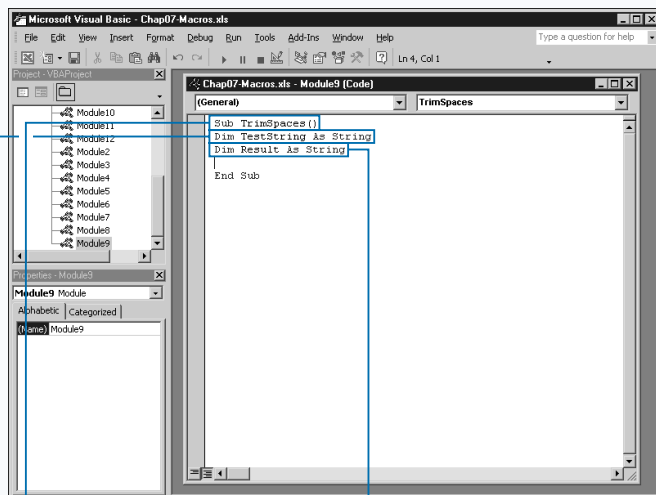 Microsoft Visual Basic - Chap07-Macros.xls
File Edit View Insert Format Debug Run Tools Add-Ins Window Help
Type a question for help
Ln 4, Col 1
Project - VBAProject
Module10
Module11
Module12
Module2
Module3
Module4
Module5
Module6
Module7
Module8
Module9
Properties - Module9
Module9 Module
Alphabetic Categorized
(Name) Module9
Chap07-Macros.xls - Module9 (Code)
(General) TrimSpaces
Sub TrimSpaces()
Dim TestString As String
Dim Result As String
End Sub